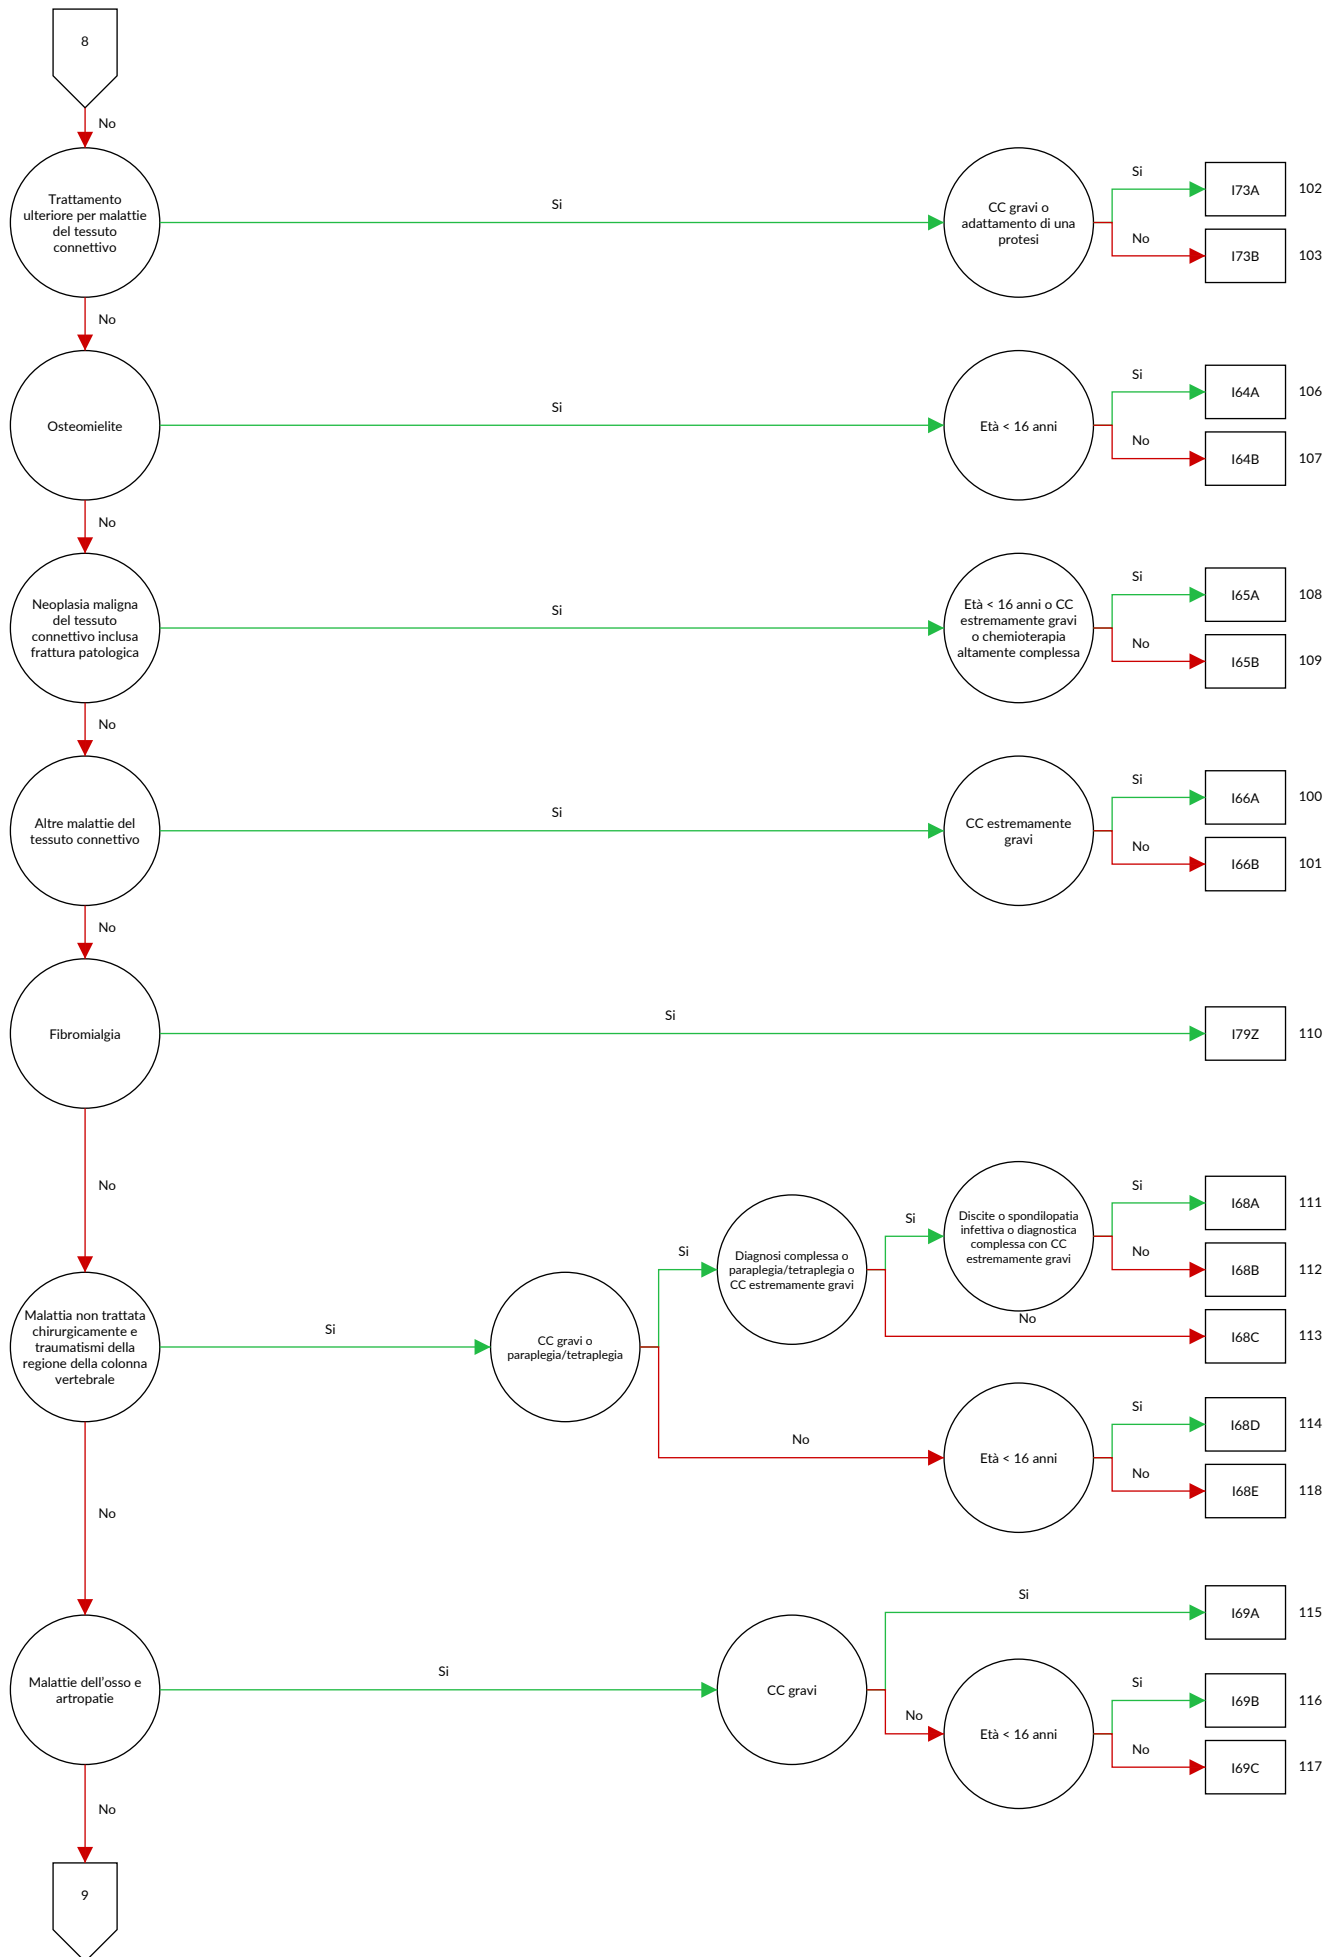 8
No
Trattamento
ulteriore per malattie
del tessuto
connettivo
Si
CC gravi o
adattamento di una
protesi
Si
I73A
102
No
I73B
103
No
Osteomielite
Si
Età < 16 anni
Si
I64A
106
No
I64B
107
No
Neoplasia maligna
del tessuto
connettivo inclusa
frattura patologica
Si
Età < 16 anni o CC
estremamente gravi
o chemioterapia
altamente complessa
Si
I65A
108
No
I65B
109
No
Altre malattie del
tessuto connettivo
Si
CC estremamente
gravi
Si
I66A
100
No
I66B
101
No
Fibromialgia
Si
I79Z
110
No
Malattia non trattata
chirurgicamente e
traumatismi della
regione della colonna
vertebrale
Si
CC gravi o
paraplegia/tetraplegia
Si
Diagnosi complessa o
paraplegia/tetraplegia o
CC estremamente gravi
Si
Discite o spondilopatia
infettiva o diagnostica
complessa con CC
estremamente gravi
Si
I68A
111
No
I68B
112
No
I68C
113
No
Età < 16 anni
Si
I68D
114
No
I68E
118
No
Malattie dell'osso e
artropatie
Si
CC gravi
Si
I69A
115
No
Età < 16 anni
Si
I69B
116
No
I69C
117
No
9